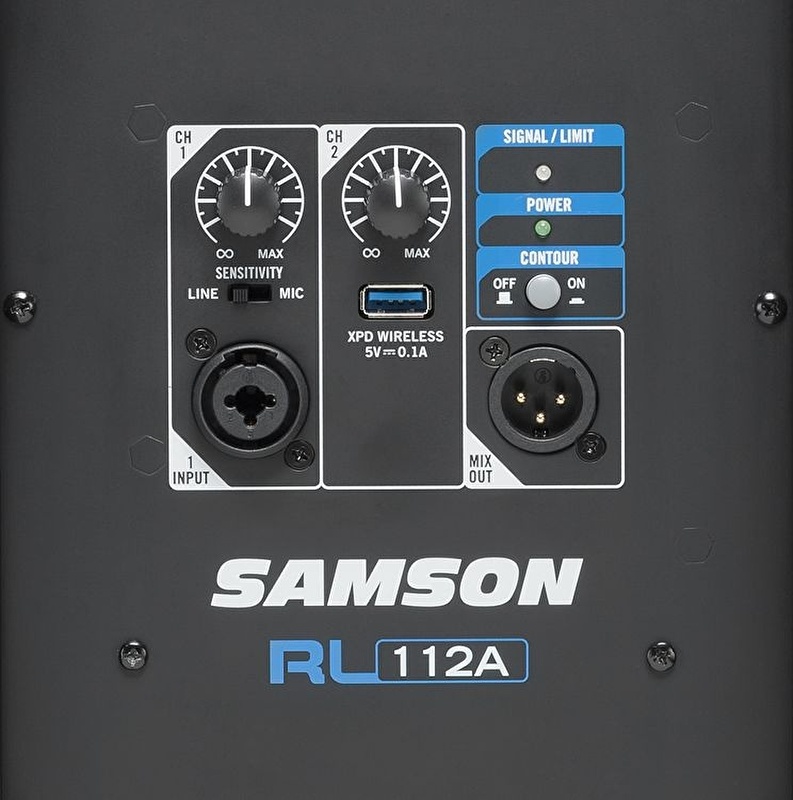 CH
1
∞ MAX
SENSITIVITY
LINE MIC
1
INPUT
CH
2
∞ MAX
XPD WIRELESS
5V⎓0.1A
SIGNAL / LIMIT
POWER
CONTOUR
OFF ON
MIX
OUT
SAMSON
RL 112A